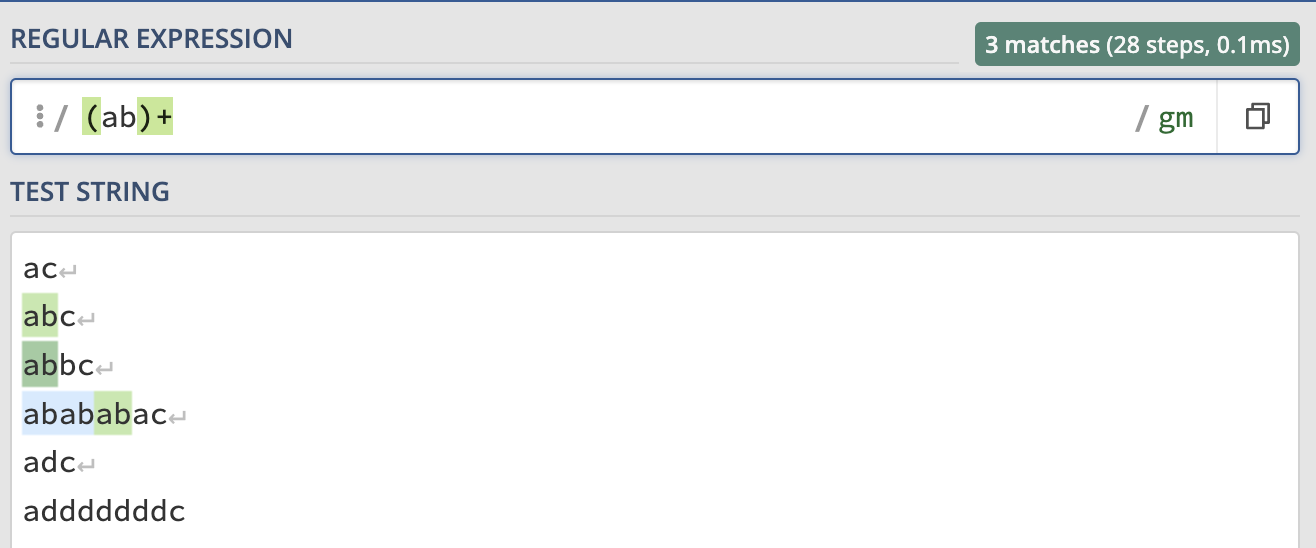 REGULAR EXPRESSION
3 matches (28 steps, 0.1ms)
/ (ab)+ / gm
TEST STRING
ac↵
abc↵
abbc↵
abababac↵
adc↵
adddddddc